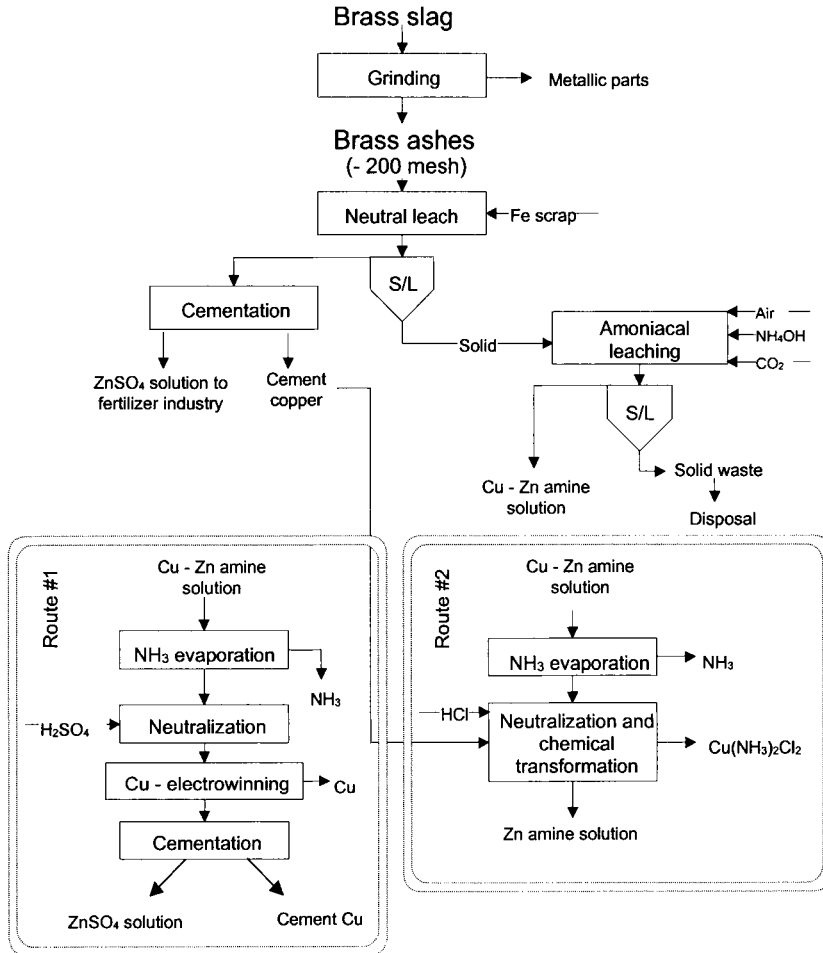 Brass slag
Grinding
Metallic parts
Brass ashes
(- 200 mesh)
Neutral leach
Fe scrap
S/L
Cementation
Air
Amoniacal
leaching
NH₄OH
CO₂
Solid
ZnSO₄ solution to
fertilizer industry
Cement
copper
S/L
Cu - Zn amine
solution
Solid waste
Disposal
Route #1
Cu - Zn amine
solution
NH₃ evaporation
NH₃
H₂SO₄
Neutralization
Cu - electrowinning
Cu
Cementation
ZnSO₄ solution
Cement Cu
Route #2
Cu - Zn amine
solution
NH₃ evaporation
NH₃
HCl
Neutralization and
chemical
transformation
Cu(NH₃)₂Cl₂
Zn amine solution